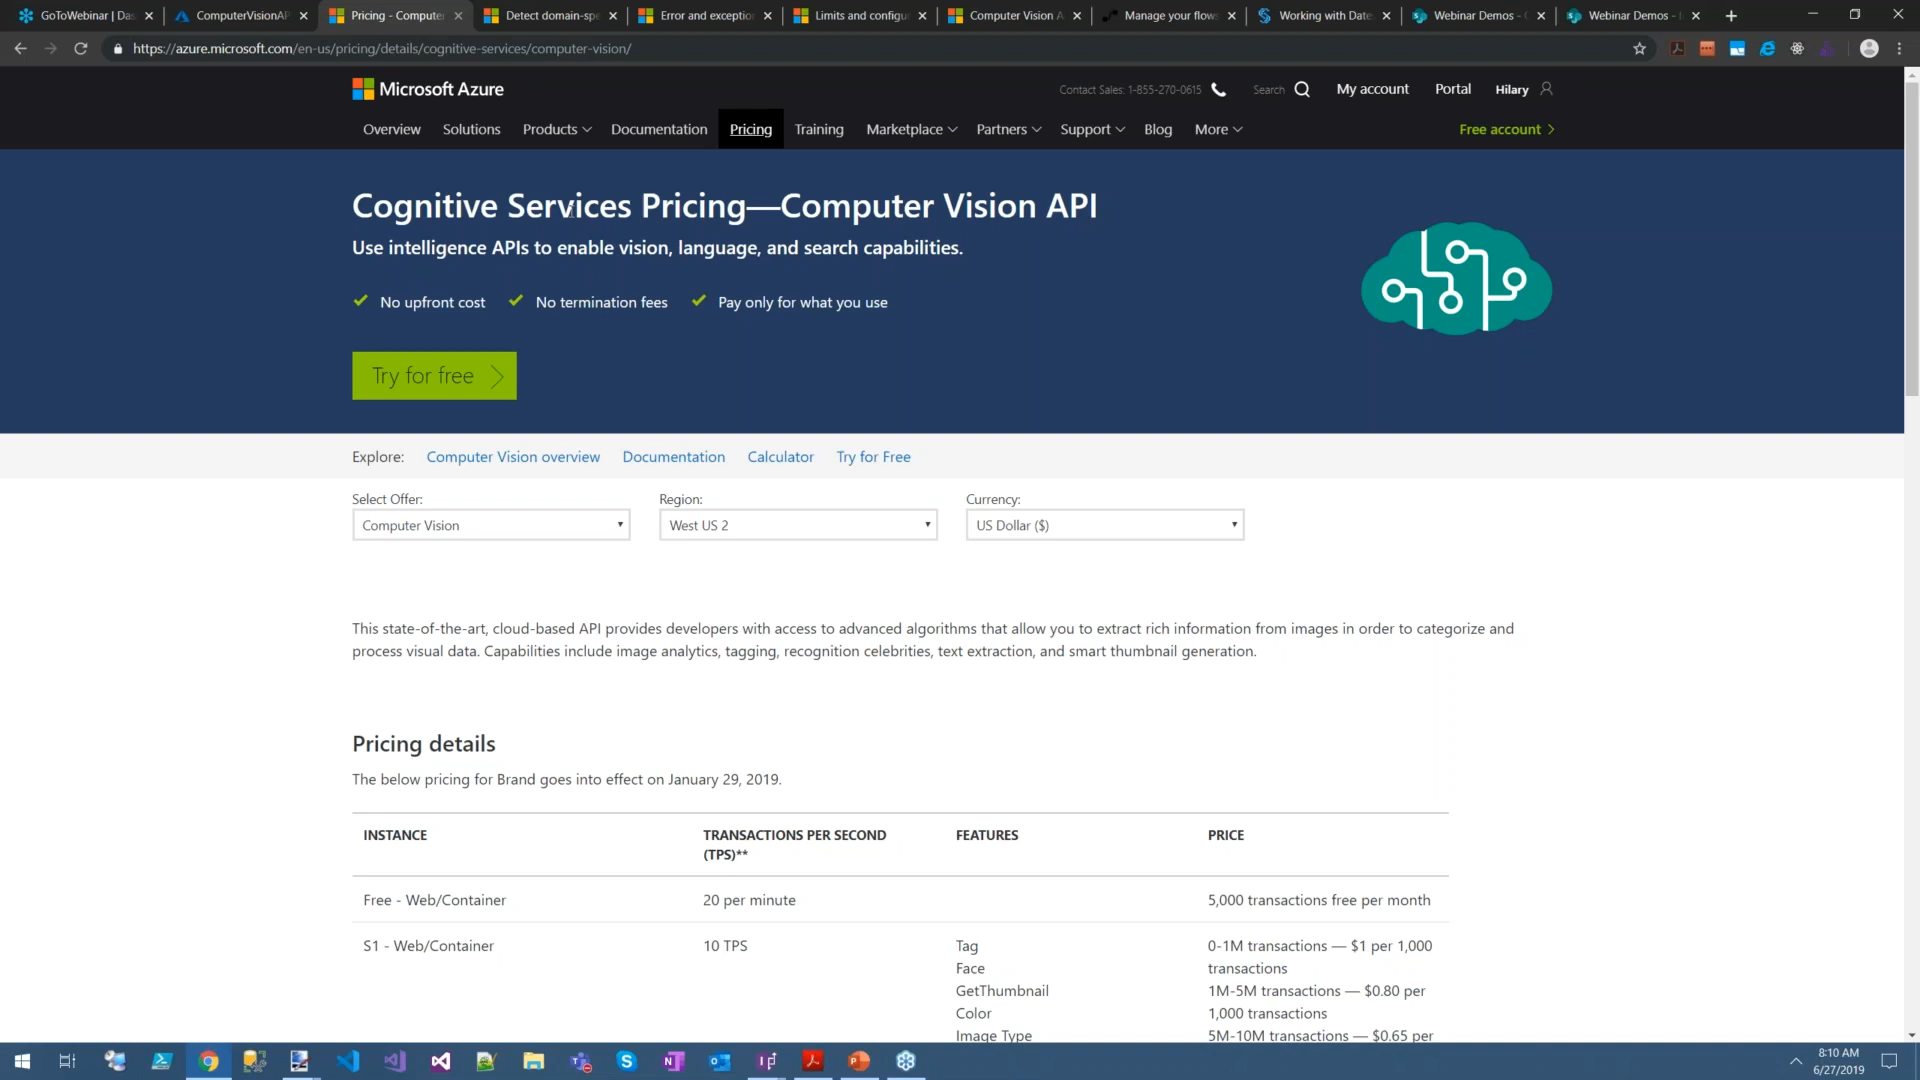 GoToWebinar | Das
ComputerVisionAP
Pricing - Compute
Detect domain-spe
Error and exceptio
Limits and configu
Computer Vision A
Manage your flows
Working with Date
Webinar Demos -
Webinar Demos -
https://azure.microsoft.com/en-us/pricing/details/cognitive-services/computer-vision/
Microsoft Azure
Contact Sales: 1-855-270-0615
Search
My account
Portal
Hilary
Overview
Solutions
Products
Documentation
Pricing
Training
Marketplace
Partners
Support
Blog
More
Free account
Cognitive Services Pricing—Computer Vision API
Use intelligence APIs to enable vision, language, and search capabilities.
No upfront cost
No termination fees
Pay only for what you use
Try for free
Explore:
Computer Vision overview
Documentation
Calculator
Try for Free
Select Offer:
Region:
Currency:
Computer Vision
West US 2
US Dollar ($)
This state-of-the-art, cloud-based API provides developers with access to advanced algorithms that allow you to extract rich information from images in order to categorize and
process visual data. Capabilities include image analytics, tagging, recognition celebrities, text extraction, and smart thumbnail generation.
Pricing details
The below pricing for Brand goes into effect on January 29, 2019.
INSTANCE
TRANSACTIONS PER SECOND
(TPS)**
FEATURES
PRICE
Free - Web/Container
20 per minute
5,000 transactions free per month
S1 - Web/Container
10 TPS
Tag
Face
GetThumbnail
Color
Image Type
0-1M transactions — $1 per 1,000
transactions
1M-5M transactions — $0.80 per
1,000 transactions
5M-10M transactions — $0.65 per
8:10 AM
6/27/2019